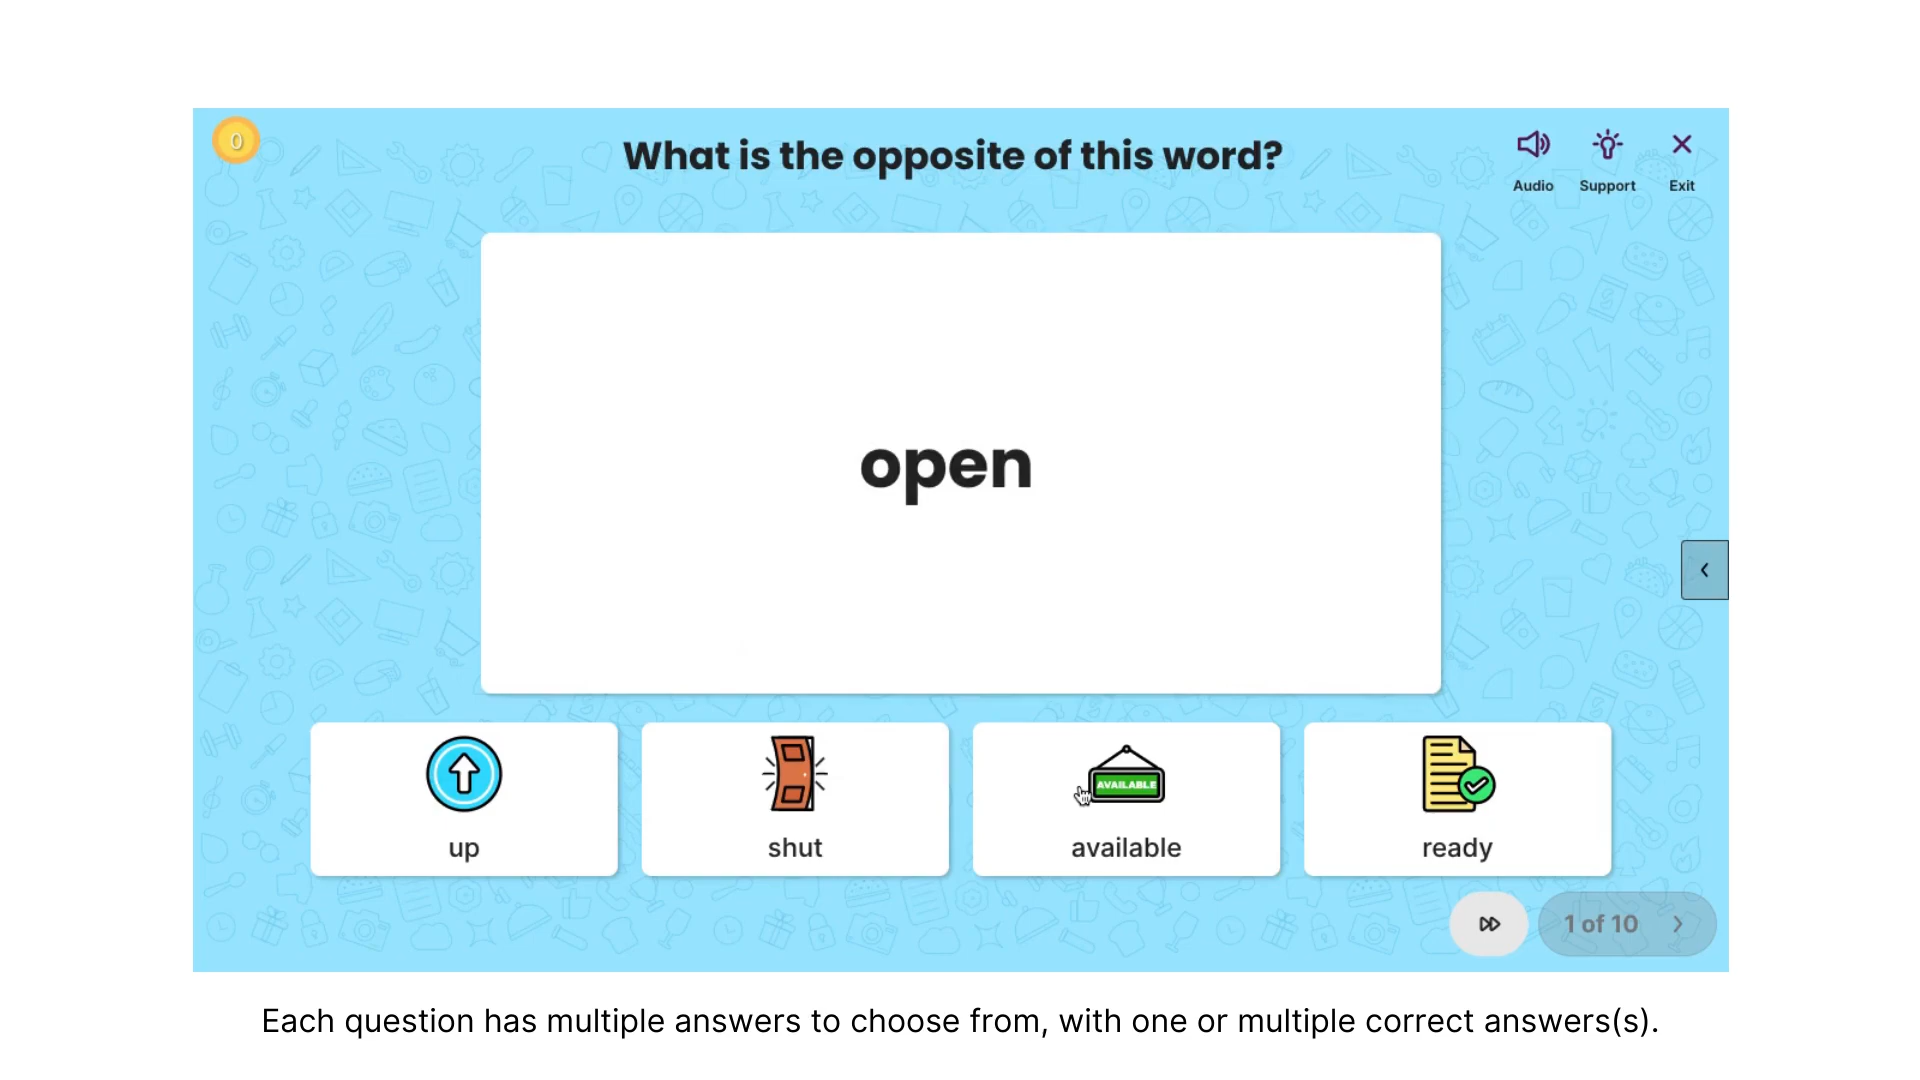 0
What is the opposite of this word?
Audio
Support
Exit
open
AVAILABLE
up
shut
available
ready
1 of 10
Each question has multiple answers to choose from, with one or multiple correct answers(s).